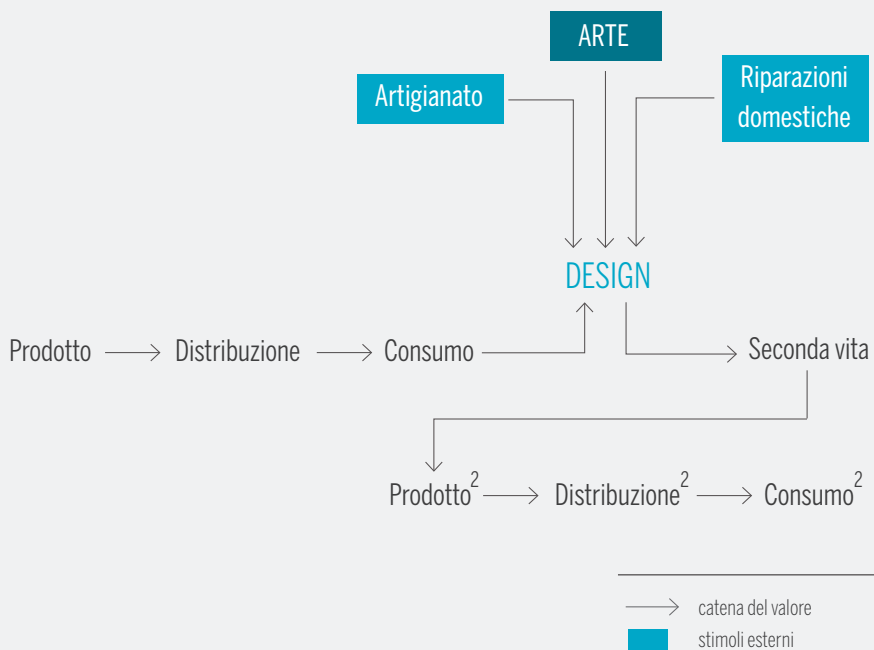 ARTE
Artigianato
Riparazioni
domestiche
DESIGN
Prodotto
Distribuzione
Consumo
Seconda vita
Prodotto²
Distribuzione²
Consumo²
catena del valore
stimoli esterni